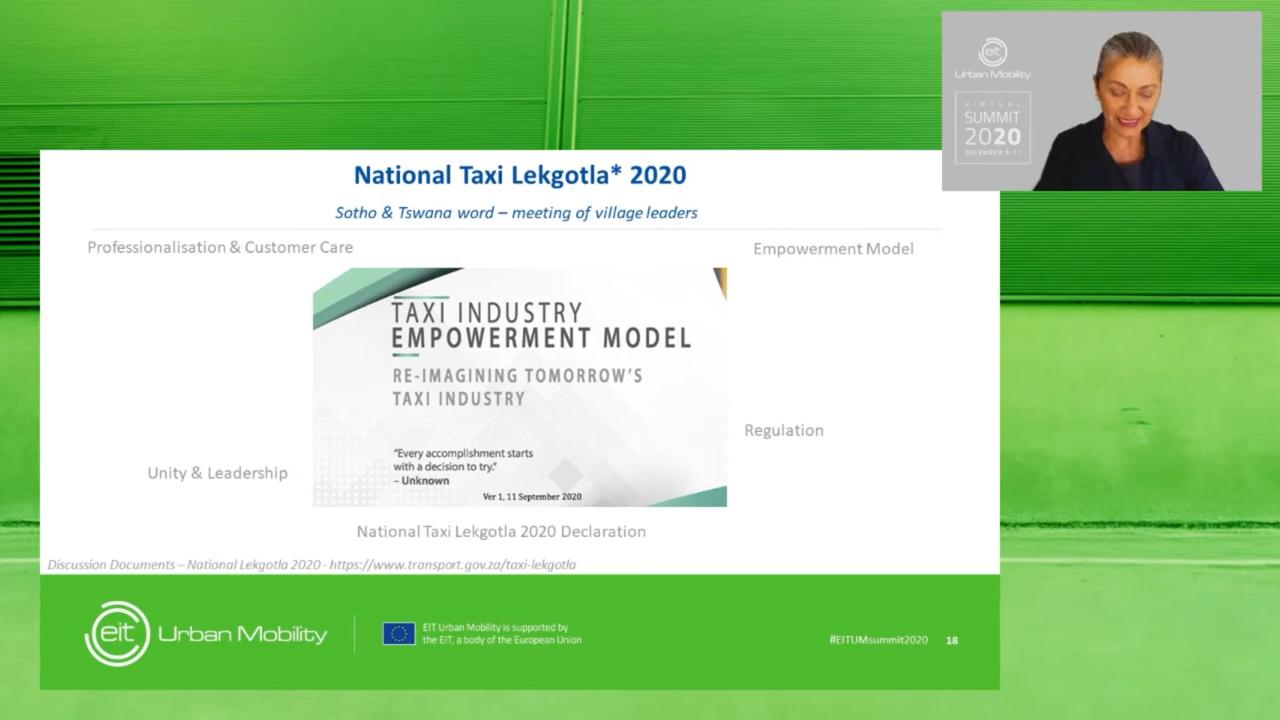 eit
Urban Mobility
VIRTUAL
SUMMIT
2020
DECEMBER 9-11
National Taxi Lekgotla* 2020
Sotho & Tswana word – meeting of village leaders
Professionalisation & Customer Care
Empowerment Model
TAXI INDUSTRY
EMPOWERMENT MODEL
RE-IMAGINING TOMORROW'S
TAXI INDUSTRY
Regulation
"Every accomplishment starts
with a decision to try."
– Unknown
Unity & Leadership
Ver 1, 11 September 2020
National Taxi Lekgotla 2020 Declaration
Discussion Documents – National Lekgotla 2020 - https://www.transport.gov.za/taxi-lekgotla
eit Urban Mobility
EIT Urban Mobility is supported by
the EIT, a body of the European Union
#EITUMsummit2020 18